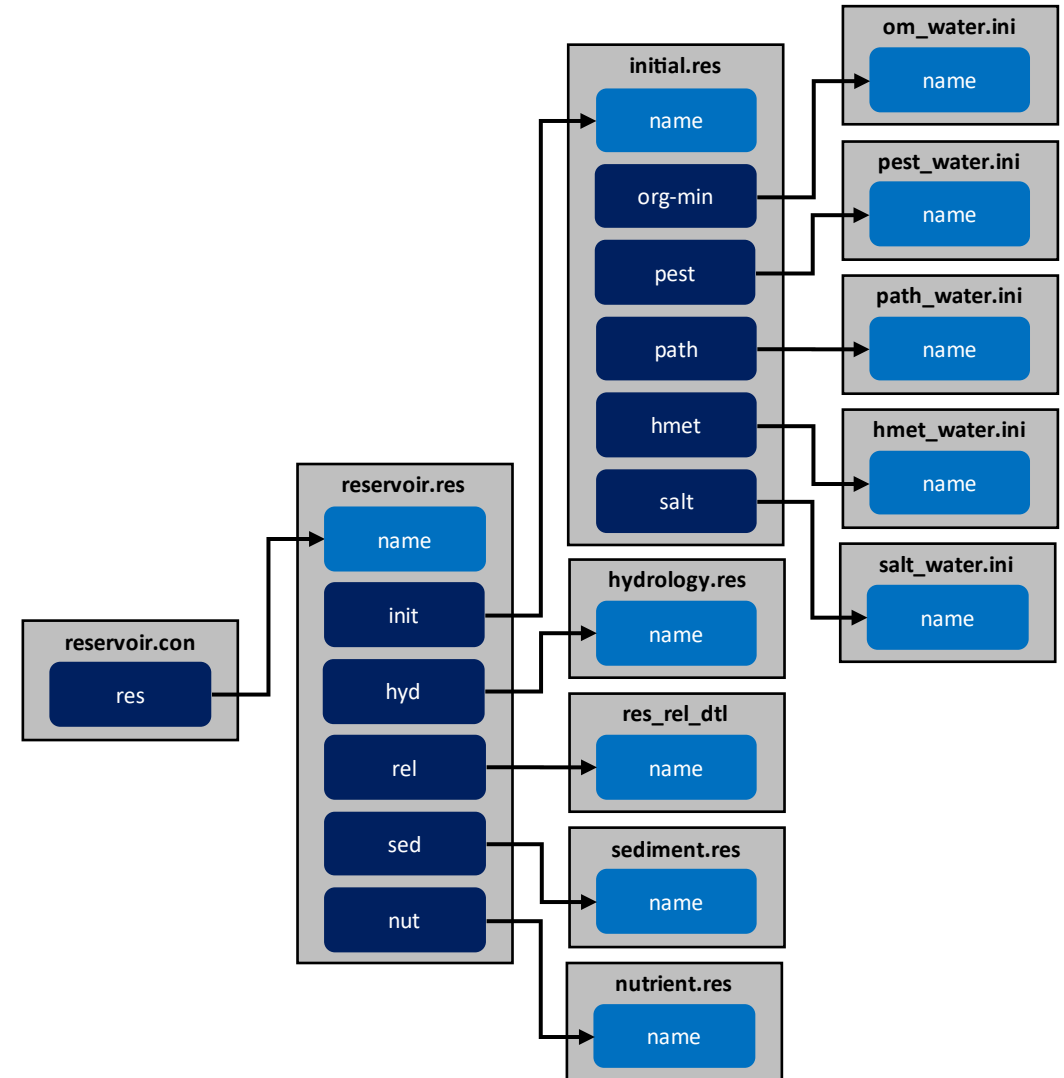 reservoir.con
res
reservoir.res
name
init
hyd
rel
sed
nut
initial.res
name
org-min
pest
path
hmet
salt
hydrology.res
name
res_rel_dtl
name
sediment.res
name
nutrient.res
name
om_water.ini
name
pest_water.ini
name
path_water.ini
name
hmet_water.ini
name
salt_water.ini
name